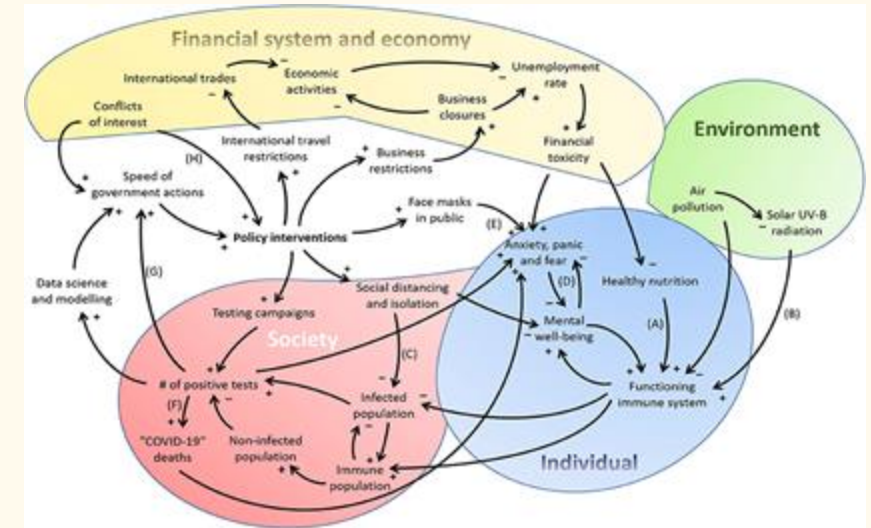 Financial system and economy
International trades
Economic
activities
Unemployment
rate
Conflicts
of interest
Business
closures
Environment
International travel
restrictions
Financial
toxicity
(H)
Business
restrictions
Speed of
government actions
Air
pollution
Face masks
in public
Solar UV-B
radiation
(E)
Policy interventions
Anxiety, panic
and fear
(G)
(D)
Healthy nutrition
Data science
and modelling
Social distancing
and isolation
Testing campaigns
(B)
Mental
well-being
(A)
Society
(C)
# of positive tests
Functioning
immune system
(F)
Infected
population
"COVID-19"
deaths
Non-infected
population
Individual
Immune
population